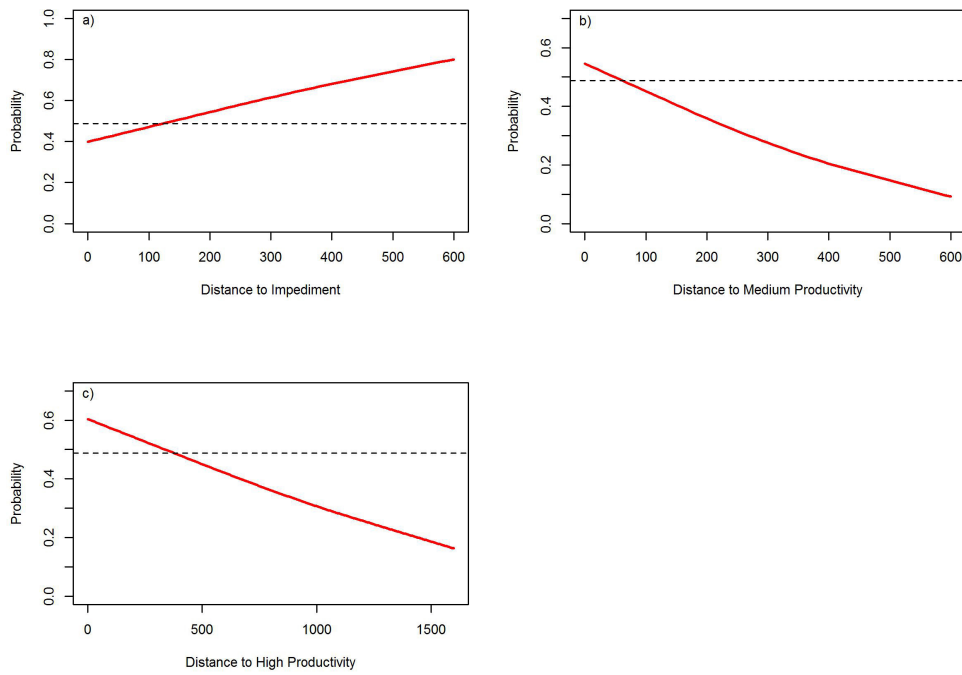 a)
Probability
1.0
0.8
0.6
0.4
0.2
0.0
0 100 200 300 400 500 600
Distance to Impediment
b)
Probability
0.6
0.4
0.2
0.0
0 100 200 300 400 500 600
Distance to Medium Productivity
c)
Probability
0.6
0.4
0.2
0.0
0 500 1000 1500
Distance to High Productivity